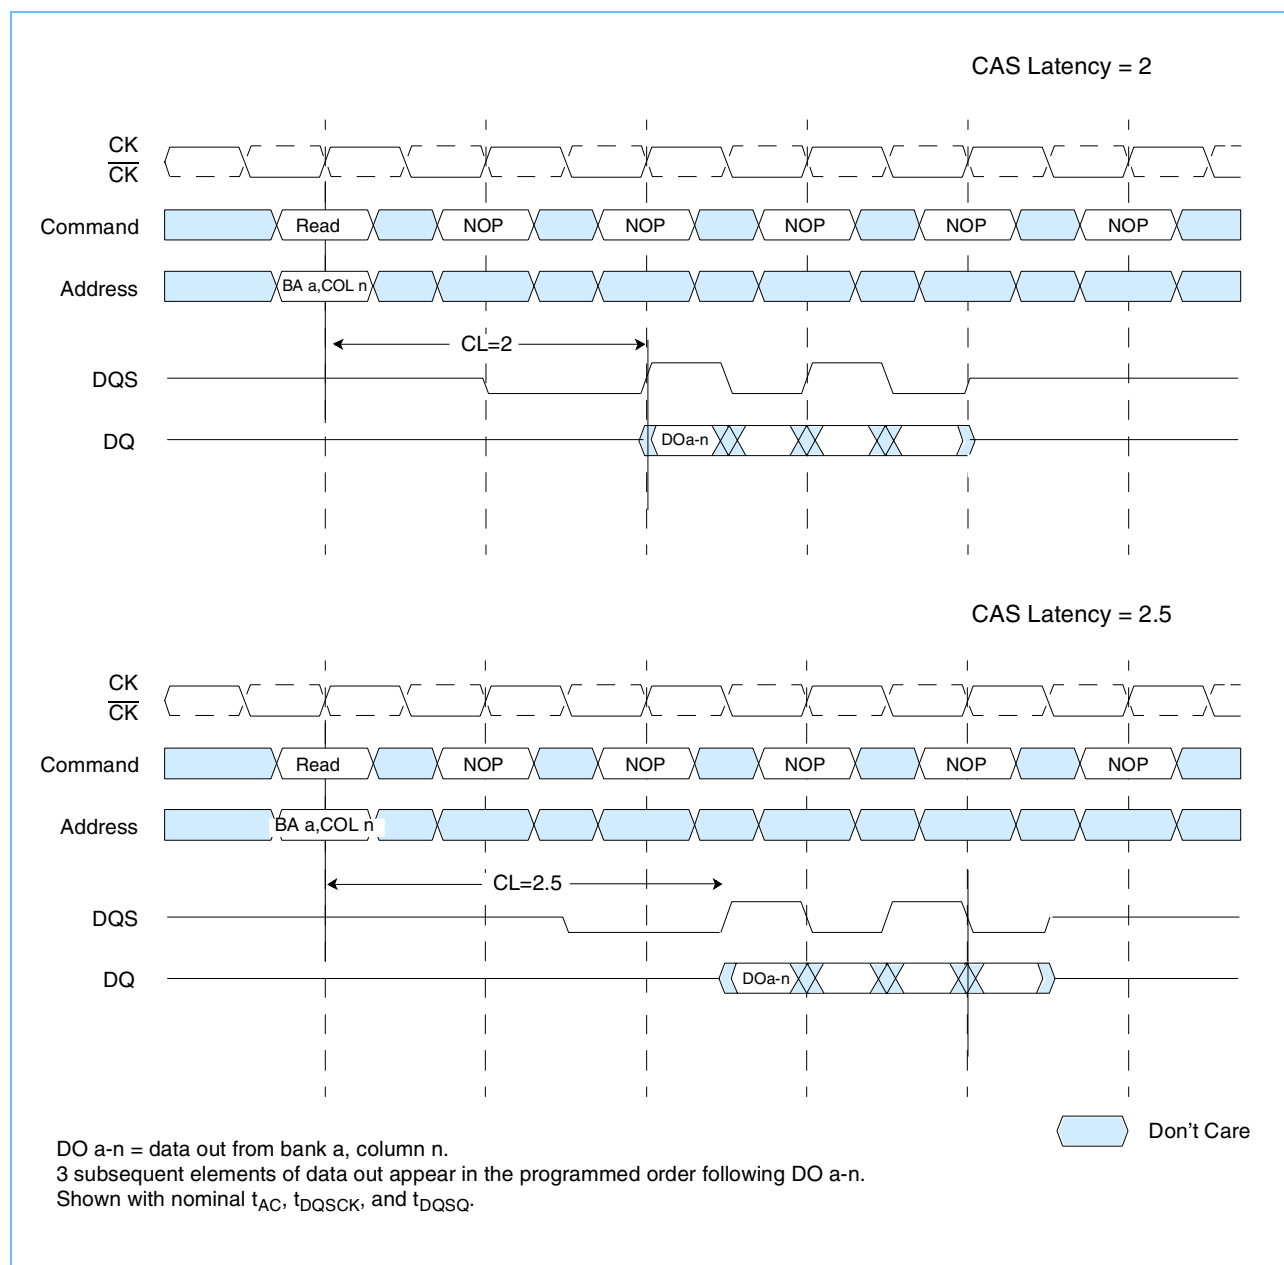 CAS Latency = 2
CK
CK
Command Read NOP NOP NOP NOP NOP
Address BA a,COL n
CL=2
DQS
DQ DOa-n
CAS Latency = 2.5
CK
CK
Command Read NOP NOP NOP NOP NOP
Address BA a,COL n
CL=2.5
DQS
DQ DOa-n
Don't Care
DO a-n = data out from bank a, column n.
3 subsequent elements of data out appear in the programmed order following DO a-n.
Shown with nominal tAC, tDQSCK, and tDQSQ.